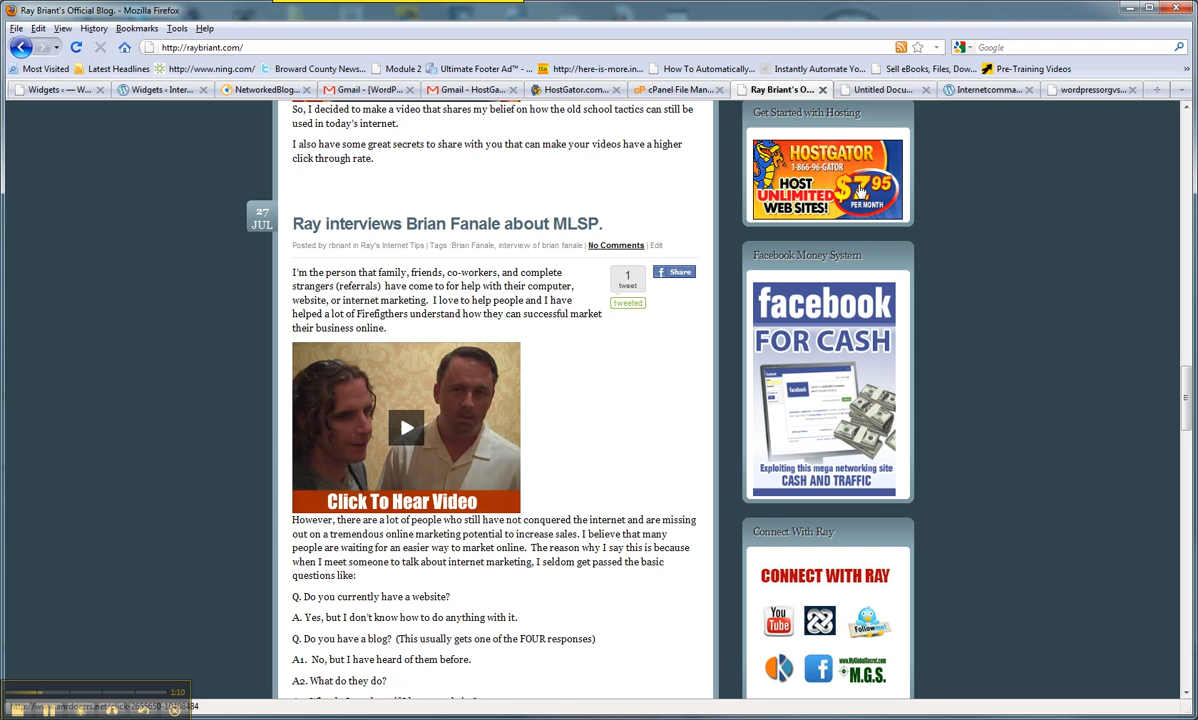 Ray Briant's Official Blog. - Mozilla Firefox
File Edit View History Bookmarks Tools Help
http://raybriant.com/
Google
Most Visited Latest Headlines http://www.ning.com/ Broward County News... Module 2 Ultimate Footer Ad™ -... http://here-is-more.in... How To Automatically... Instantly Automate Yo... Sell eBooks, Files, Dow... Pre-Training Videos
Widgets ‹ — W... Widgets ‹ Inter... NetworkedBlog... Gmail - [WordP... Gmail - HostGa... HostGator.com... cPanel File Man... Ray Briant's O... Untitled Docu... Internetcomma... wordpressorgvs...
So, I decided to make a video that shares my belief on how the old school tactics can still be
used in today's internet.
I also have some great secrets to share with you that can make your videos have a higher
click through rate.
27
JUL
Ray interviews Brian Fanale about MLSP.
Posted by rbriant in Ray's Internet Tips | Tags :Brian Fanale, interview of brian fanale | No Comments | Edit
I'm the person that family, friends, co-workers, and complete
strangers (referrals) have come to for help with their computer,
website, or internet marketing. I love to help people and I have
helped a lot of Firefigthers understand how they can successful market
their business online.
1
tweet
tweeted
Share
Click To Hear Video
However, there are a lot of people who still have not conquered the internet and are missing
out on a tremendous online marketing potential to increase sales. I believe that many
people are waiting for an easier way to market online. The reason why I say this is because
when I meet someone to talk about internet marketing, I seldom get passed the basic
questions like:
Q. Do you currently have a website?
A. Yes, but I don't know how to do anything with it.
Q. Do you have a blog? (This usually gets one of the FOUR responses)
A1. No, but I have heard of them before.
A2. What do they do?
Get Started with Hosting
HOSTGATOR
1-866-96-GATOR
HOST
UNLIMITED
WEB SITES!
$7.95
PER MONTH
Facebook Money System
facebook
FOR CASH
Exploiting this mega networking site
CASH AND TRAFFIC
Connect With Ray
CONNECT WITH RAY
You
Tube
Follow me!
www.MyGlobalSecret.com
M.G.S.
1:10